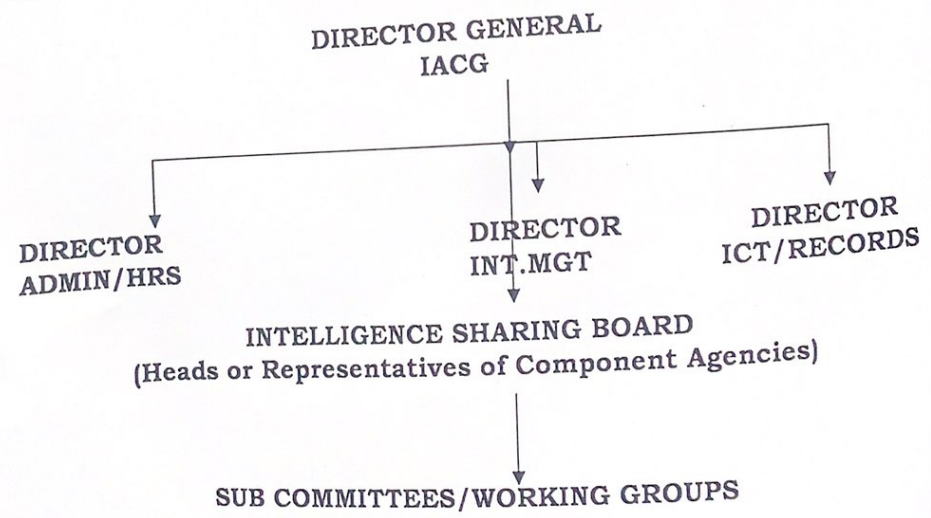 DIRECTOR GENERAL
IACG
DIRECTOR
ADMIN/HRS
DIRECTOR
INT.MGT
DIRECTOR
ICT/RECORDS
INTELLIGENCE SHARING BOARD
(Heads or Representatives of Component Agencies)
SUB COMMITTEES/WORKING GROUPS